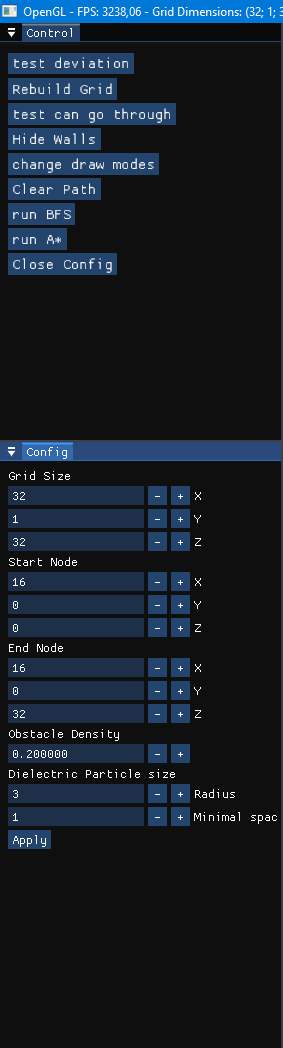 OpenGL - FPS: 3238,06 - Grid Dimensions: (32; 1; 3
Control
test deviation
Rebuild Grid
test can go through
Hide Walls
change draw modes
Clear Path
run BFS
run A*
Close Config
Config
Grid Size
32 - + X
1 - + Y
32 - + Z
Start Node
16 - + X
0 - + Y
0 - + Z
End Node
16 - + X
0 - + Y
32 - + Z
Obstacle Density
0.200000 - +
Dielectric Particle size
3 - + Radius
1 - + Minimal spac
Apply